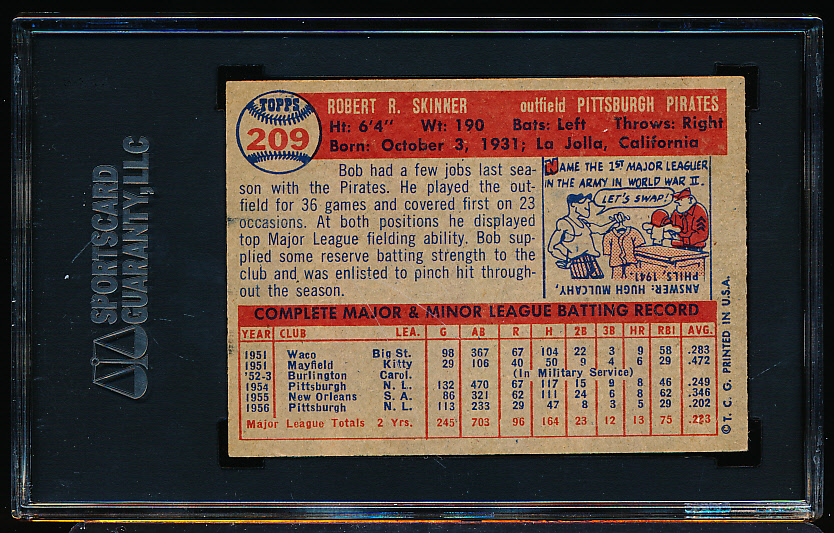 SPORTSCARD
GUARANTY, LLC
TOPPS
209
ROBERT R. SKINNER outfield PITTSBURGH PIRATES
Ht: 6'4" Wt: 190 Bats: Left Throws: Right
Born: October 3, 1931; La Jolla, California
Bob had a few jobs last sea-
son with the Pirates. He played the out-
field for 36 games and covered first on 23
occasions. At both positions he displayed
top Major League fielding ability. Bob sup-
plied some reserve batting strength to the
club and was enlisted to pinch hit through-
out the season.
NAME THE 1ST MAJOR LEAGUER
IN THE ARMY IN WORLD WAR II.
LET'S SWAP!
ANSWER: HUGH MULCAHY,
PHILS, 1941
COMPLETE MAJOR & MINOR LEAGUE BATTING RECORD
YEAR CLUB LEA. G AB R H 2B 3B HR RBI AVG.
1951 Waco Big St. 98 367 67 104 22 3 9 58 .283
1951 Mayfield Kitty 29 106 40 50 9 4 6 29 .472
'52-3 Burlington Carol. (In Military Service)
1954 Pittsburgh N. L. 132 470 67 117 15 9 8 46 .249
1955 New Orleans S. A. 86 321 62 111 24 6 8 62 .346
1956 Pittsburgh N. L. 113 233 29 47 8 3 5 29 .202
Major League Totals 2 Yrs. 245 703 96 164 23 12 13 75 .233
© T. C. G. PRINTED IN U.S.A.